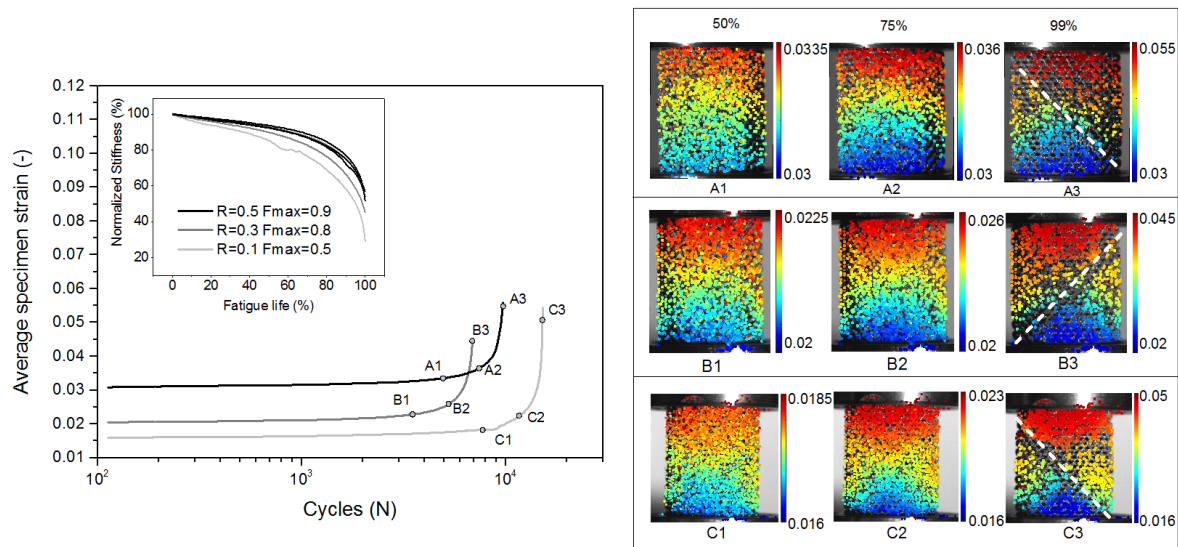 0.12
0.11
0.10
0.09
0.08
0.07
0.06
0.05
0.04
0.03
0.02
0.01
Average specimen strain (-)
10² 10³ 10⁴
Cycles (N)
100
80
60
40
20
Normalized Stiffness (%)
0 20 40 60 80 100
Fatigue life (%)
R=0.5 Fmax=0.9
R=0.3 Fmax=0.8
R=0.1 Fmax=0.5
A1
A2
A3
B1
B2
B3
C1
C2
C3
50% 75% 99%
0.0335 0.036 0.055
0.03 0.03 0.03
A1 A2 A3
0.0225 0.026 0.045
0.02 0.02 0.02
B1 B2 B3
0.0185 0.023 0.05
0.016 0.016 0.016
C1 C2 C3